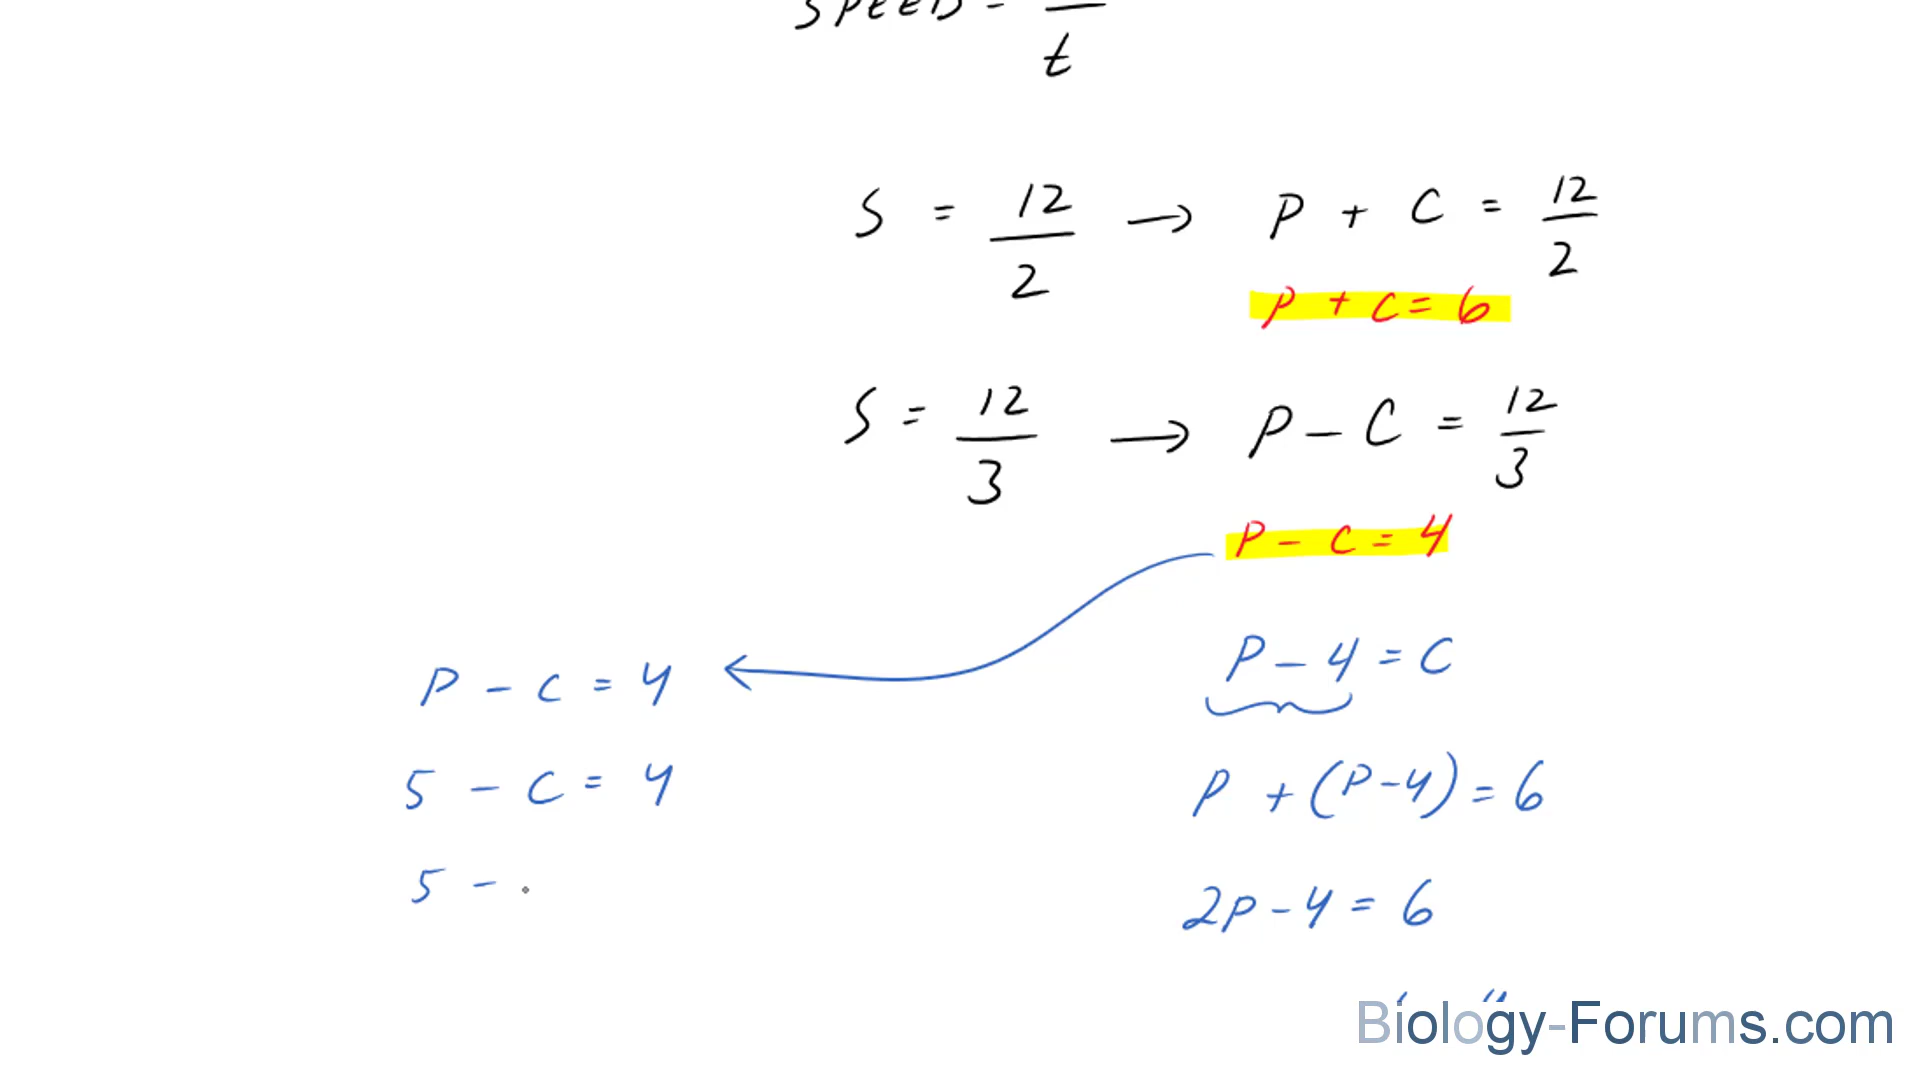 SPEED = 
t
S = 12/2 → P + C = 12/2
P + C = 6
S = 12/3 → P - C = 12/3
P - C = 4
P - 4 = C
P + (P-4) = 6
2P - 4 = 6
P - C = 4
5 - C = 4
5 -
Biology-Forums.com